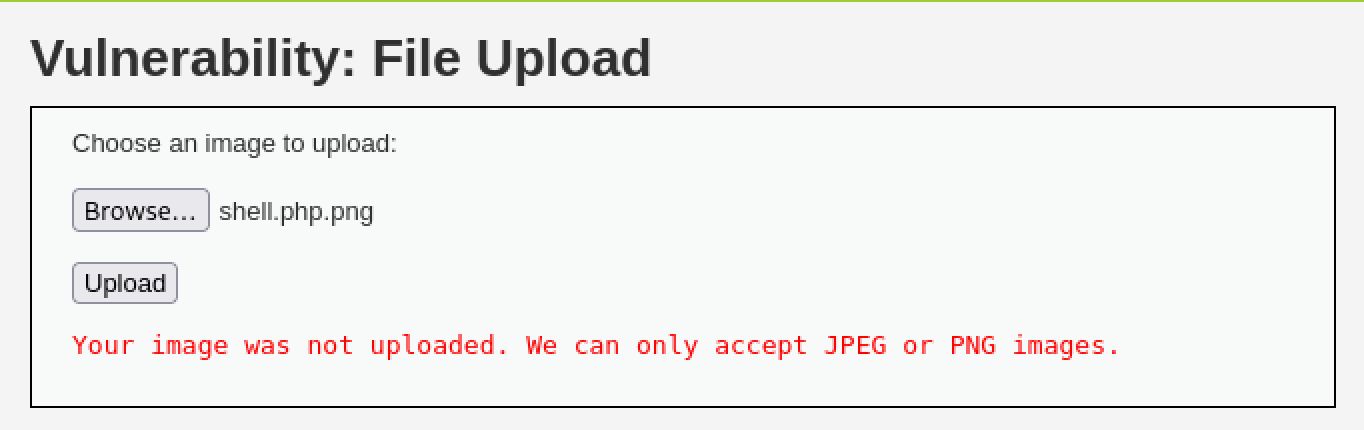 Vulnerability: File Upload
Choose an image to upload:
Browse... shell.php.png
Upload
Your image was not uploaded. We can only accept JPEG or PNG images.